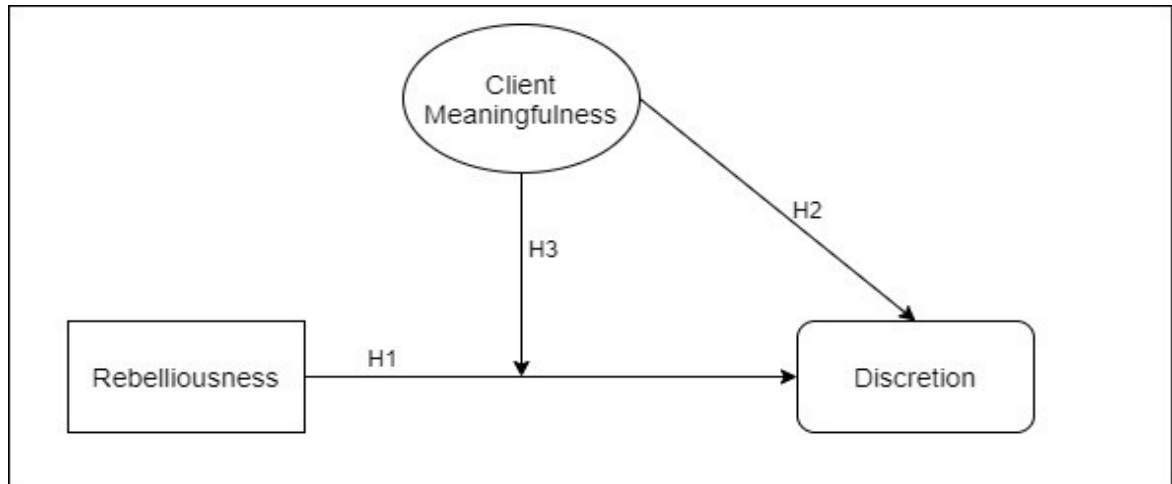 Client
Meaningfulness
H2
H3
H1
Rebelliousness
Discretion